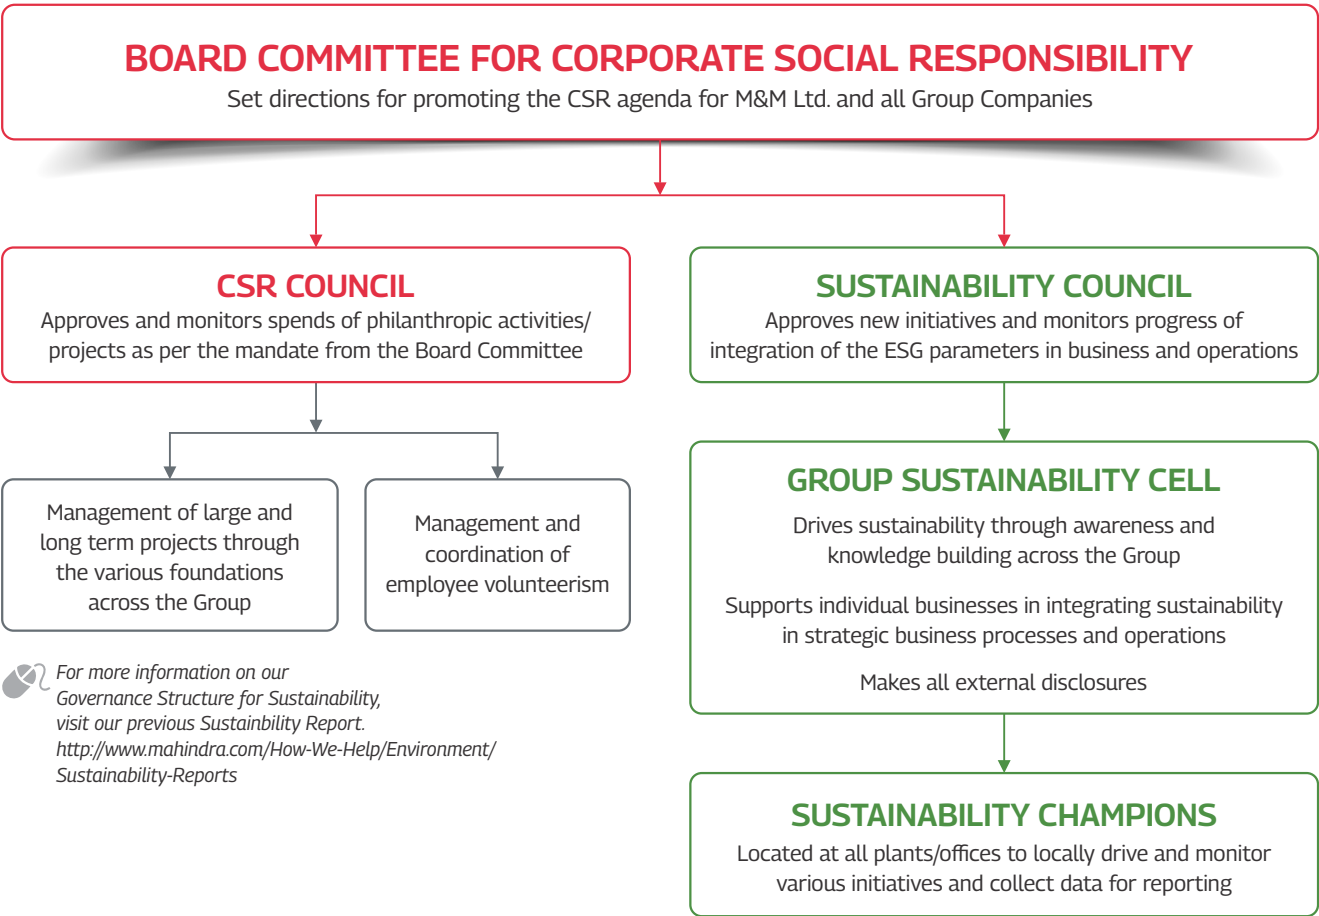 BOARD COMMITTEE FOR CORPORATE SOCIAL RESPONSIBILITY
Set directions for promoting the CSR agenda for M&M Ltd. and all Group Companies
CSR COUNCIL
Approves and monitors spends of philanthropic activities/
projects as per the mandate from the Board Committee
Management of large and
long term projects through
the various foundations
across the Group
Management and
coordination of
employee volunteerism
For more information on our
Governance Structure for Sustainability,
visit our previous Sustainbility Report.
http://www.mahindra.com/How-We-Help/Environment/
Sustainability-Reports
SUSTAINABILITY COUNCIL
Approves new initiatives and monitors progress of
integration of the ESG parameters in business and operations
GROUP SUSTAINABILITY CELL
Drives sustainability through awareness and
knowledge building across the Group
Supports individual businesses in integrating sustainability
in strategic business processes and operations
Makes all external disclosures
SUSTAINABILITY CHAMPIONS
Located at all plants/offices to locally drive and monitor
various initiatives and collect data for reporting